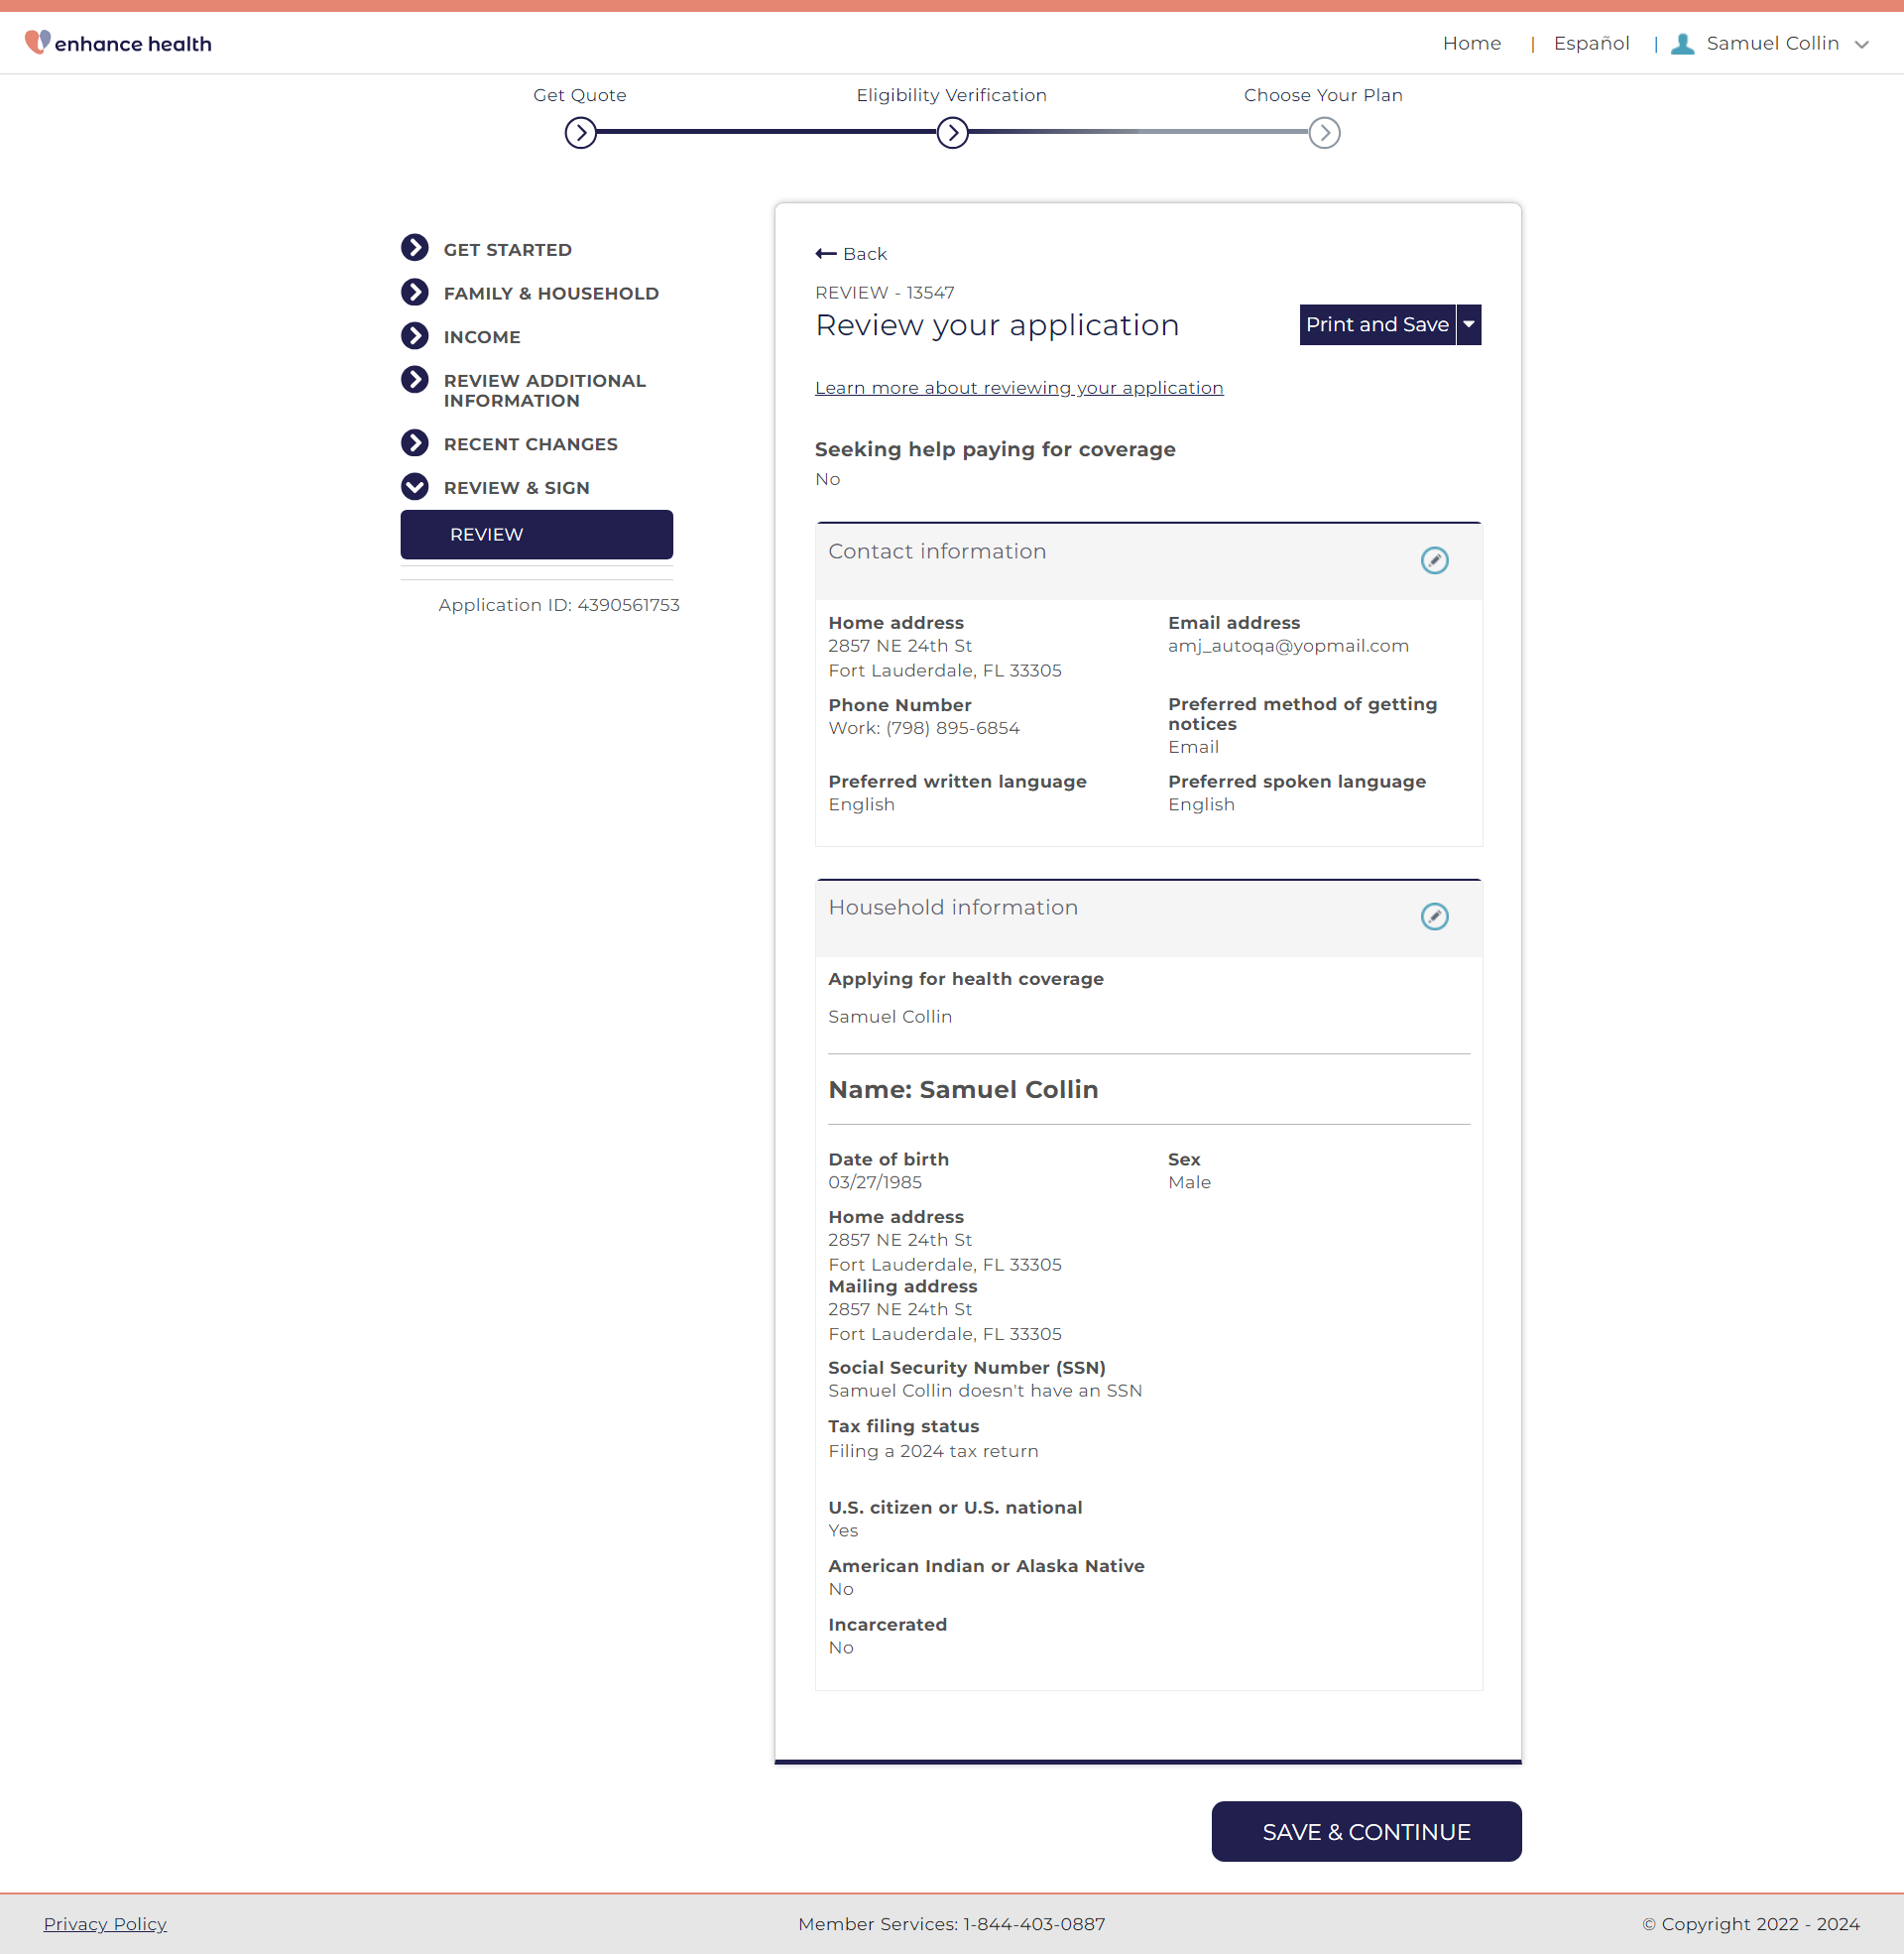 enhance health
Home | Español | Samuel Collin
Get Quote
Eligibility Verification
Choose Your Plan
GET STARTED
FAMILY & HOUSEHOLD
INCOME
REVIEW ADDITIONAL
INFORMATION
RECENT CHANGES
REVIEW & SIGN
REVIEW
Application ID: 4390561753
Back
REVIEW - 13547
Review your application
Print and Save
Learn more about reviewing your application
Seeking help paying for coverage
No
Contact information
Home address
2857 NE 24th St
Fort Lauderdale, FL 33305
Email address
amj_autoqa@yopmail.com
Phone Number
Work: (798) 895-6854
Preferred method of getting
notices
Email
Preferred written language
English
Preferred spoken language
English
Household information
Applying for health coverage
Samuel Collin
Name: Samuel Collin
Date of birth
03/27/1985
Sex
Male
Home address
2857 NE 24th St
Fort Lauderdale, FL 33305
Mailing address
2857 NE 24th St
Fort Lauderdale, FL 33305
Social Security Number (SSN)
Samuel Collin doesn't have an SSN
Tax filing status
Filing a 2024 tax return
U.S. citizen or U.S. national
Yes
American Indian or Alaska Native
No
Incarcerated
No
SAVE & CONTINUE
Privacy Policy
Member Services: 1-844-403-0887
© Copyright 2022 - 2024